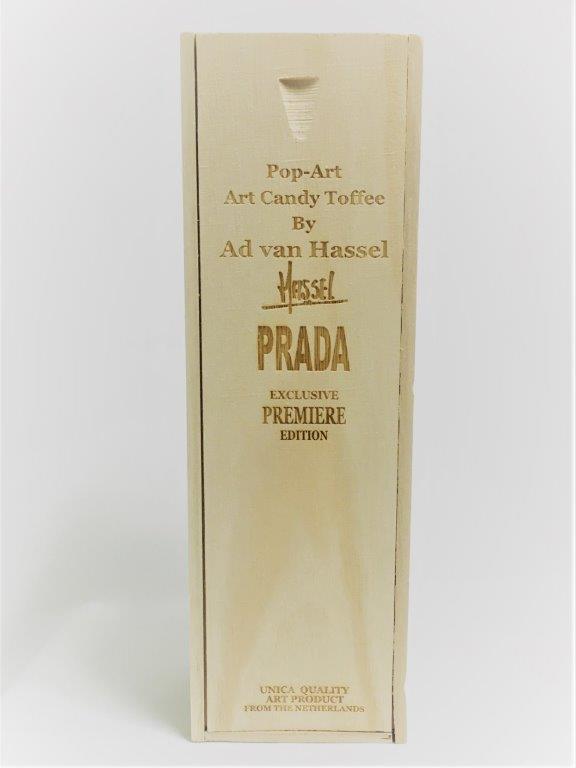 Pop-Art
Art Candy Toffee
By
Ad van Hassel
Hassel
PRADA
EXCLUSIVE
PREMIERE
EDITION
UNICA QUALITY
ART PRODUCT
FROM THE NETHERLANDS